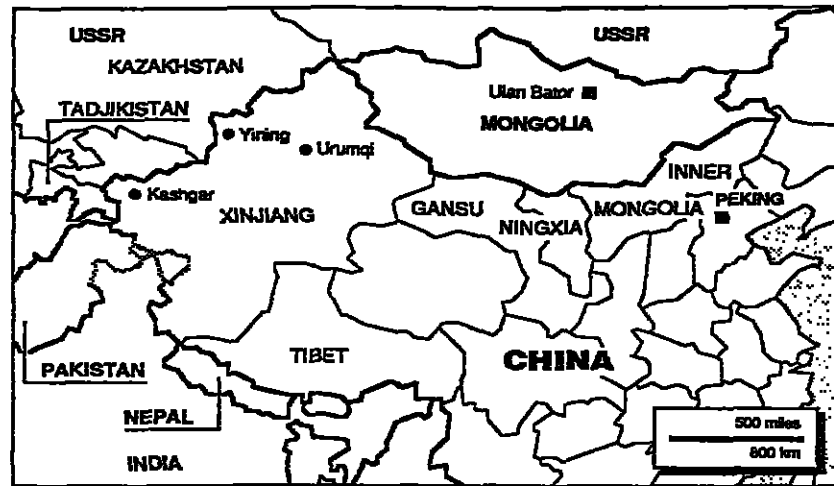 USSR
USSR
KAZAKHSTAN
TADJIKISTAN
Ulan Bator
MONGOLIA
Yining
Urumqi
Kashgar
INNER
MONGOLIA
PEKING
XINJIANG
GANSU
NINGXIA
TIBET
CHINA
PAKISTAN
NEPAL
INDIA
500 miles
800 km